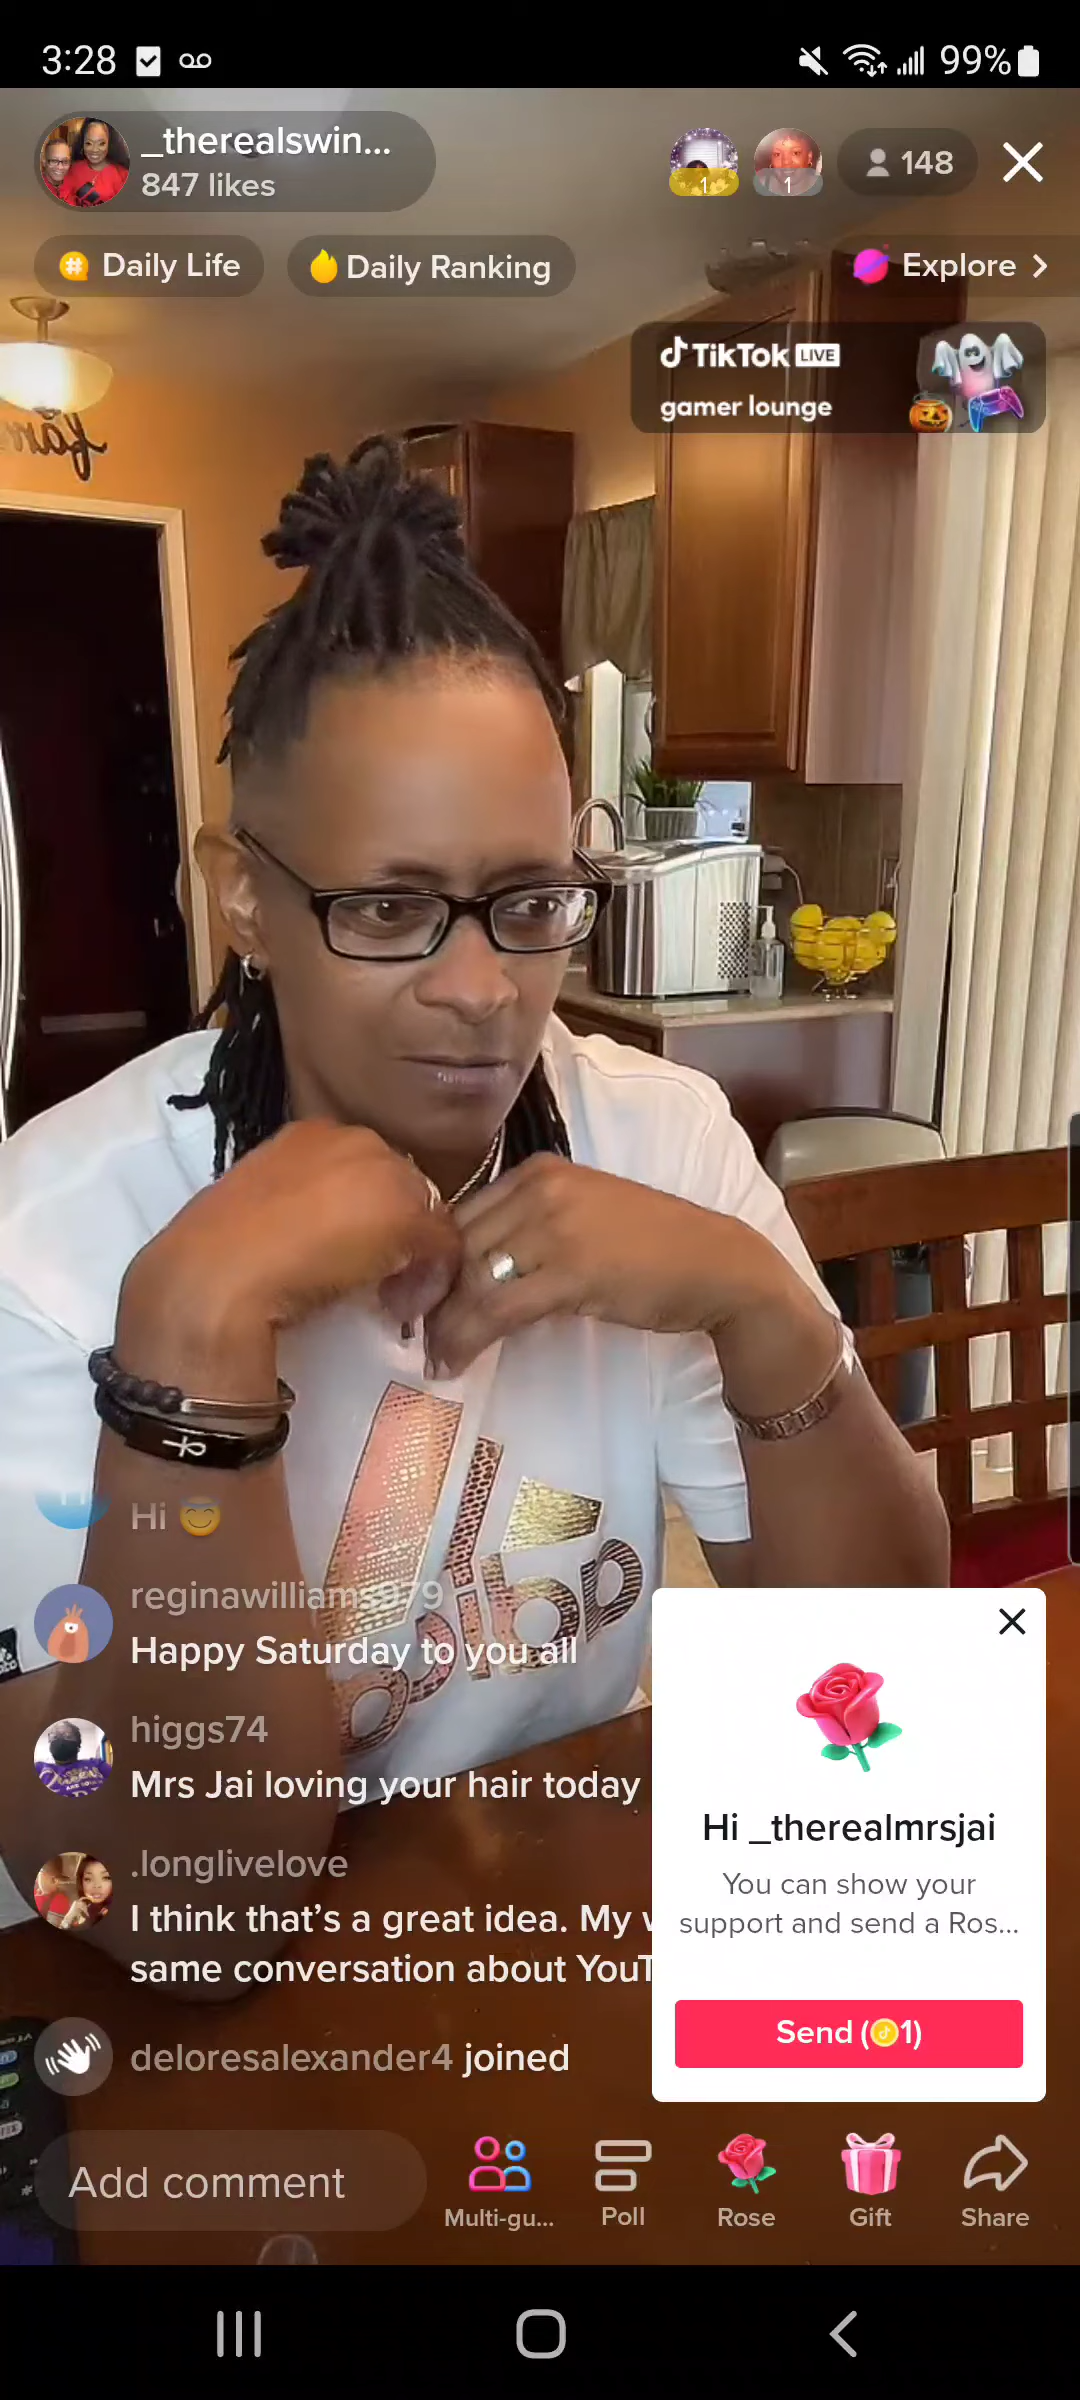 3:28
99%
_therealswin...
847 likes
1
1
148
Daily Life
Daily Ranking
Explore
TikTok LIVE
gamer lounge
Hi 😇
reginawilliams979
Happy Saturday to you all
higgs74
Mrs Jai loving your hair today
.longlivelove
I think that's a great idea. My
same conversation about YouT
deloresalexander4 joined
Hi _therealmrsjai
You can show your
support and send a Ros...
Send (1)
Add comment
Multi-gu...
Poll
Rose
Gift
Share